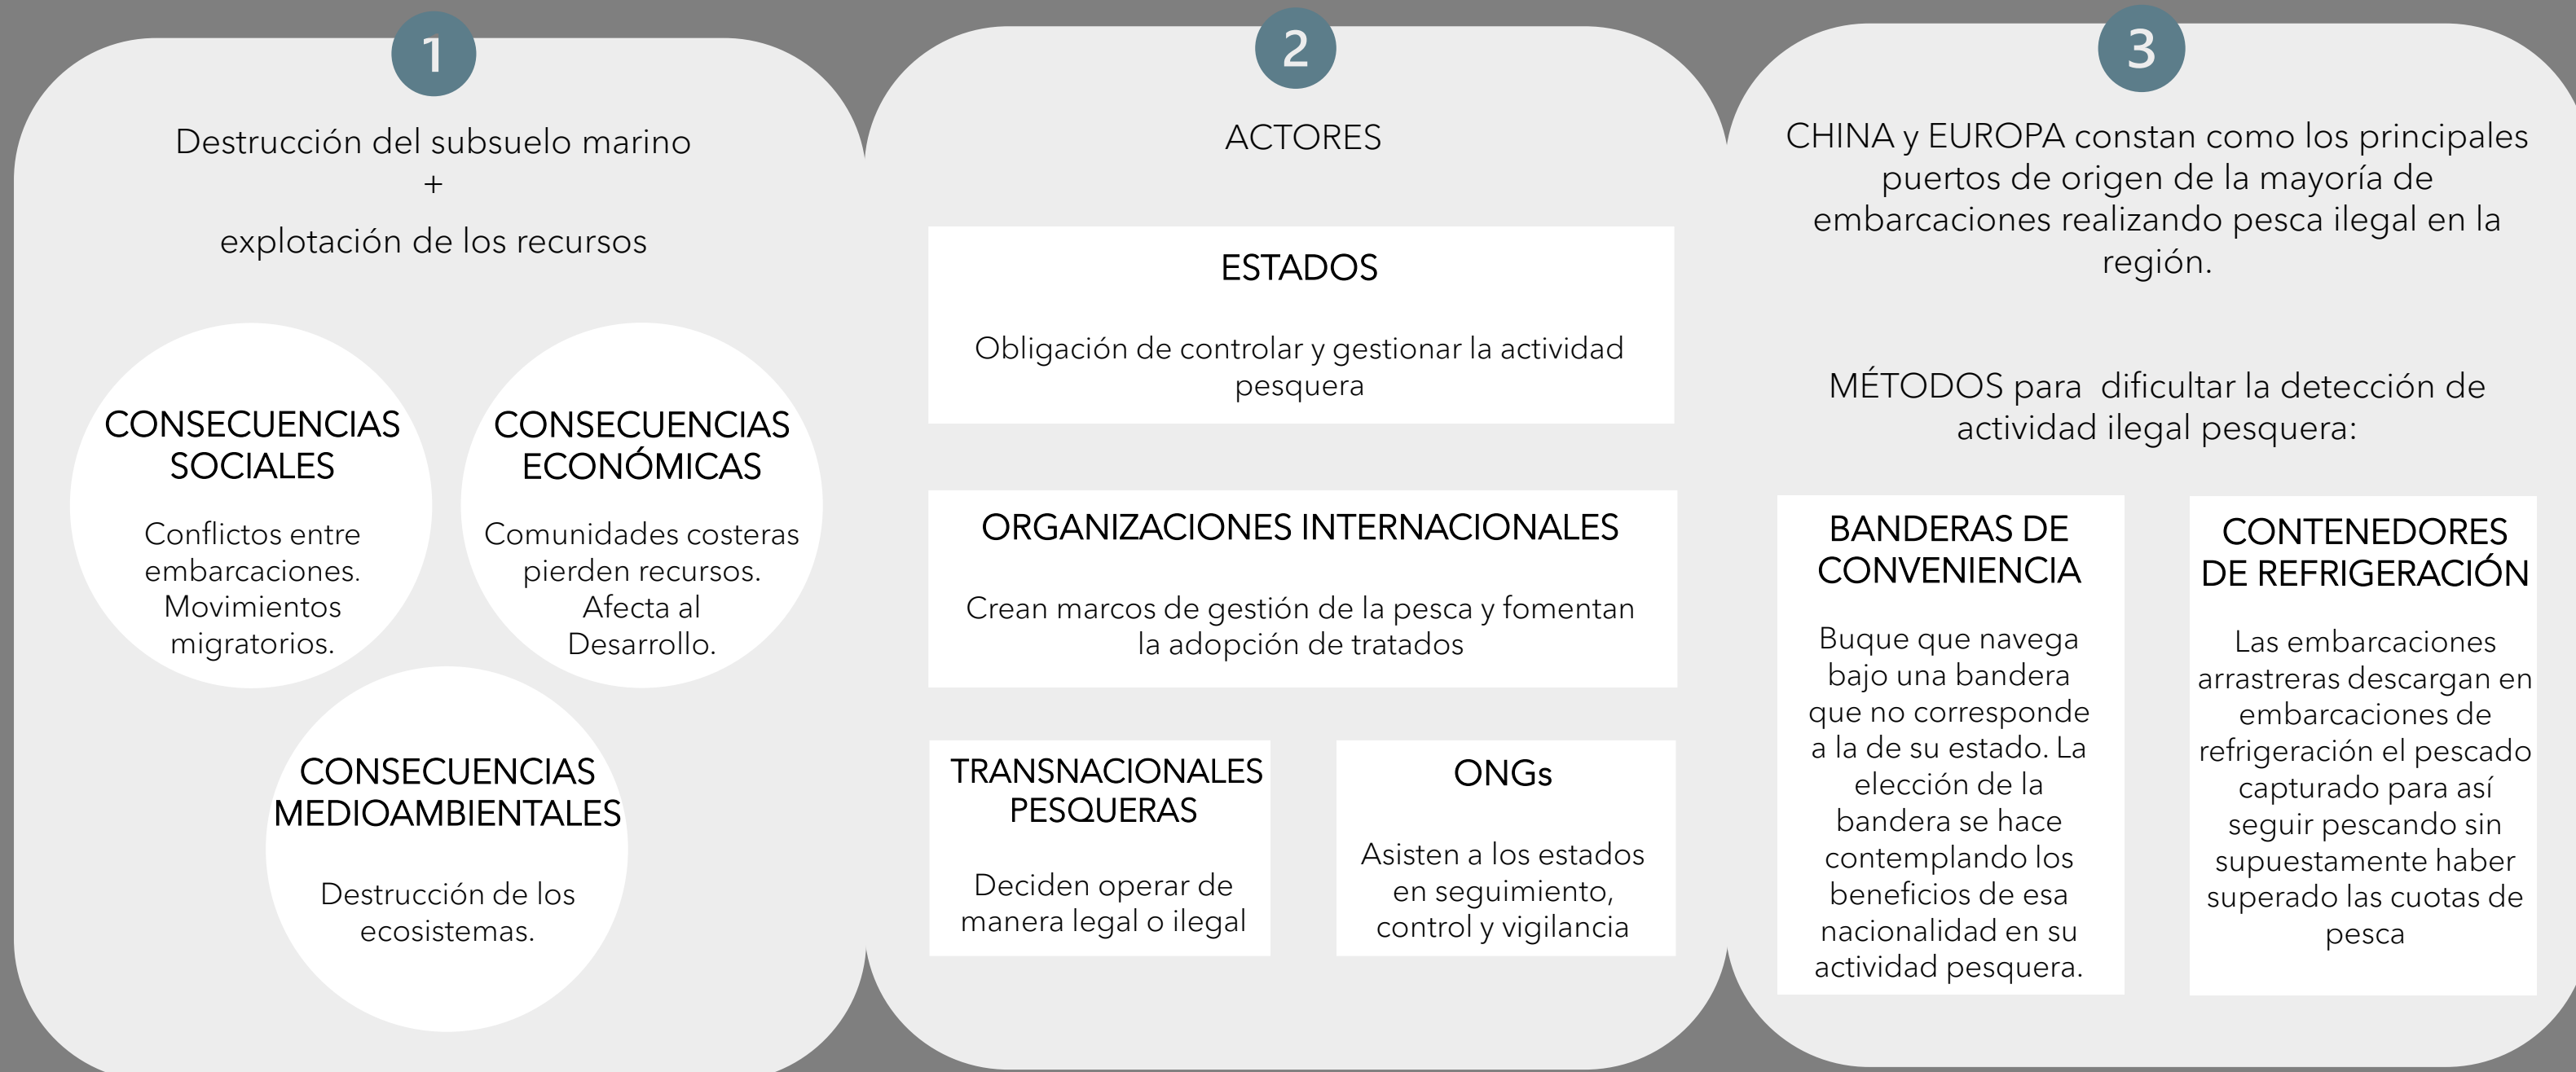 1
Destrucción del subsuelo marino
+
explotación de los recursos
CONSECUENCIAS
SOCIALES
Conflictos entre
embarcaciones.
Movimientos
migratorios.
CONSECUENCIAS
ECONÓMICAS
Comunidades costeras
pierden recursos.
Afecta al
Desarrollo.
CONSECUENCIAS
MEDIOAMBIENTALES
Destrucción de los
ecosistemas.
2
ACTORES
ESTADOS
Obligación de controlar y gestionar la actividad
pesquera
ORGANIZACIONES INTERNACIONALES
Crean marcos de gestión de la pesca y fomentan
la adopción de tratados
TRANSNACIONALES
PESQUERAS
Deciden operar de
manera legal o ilegal
ONGs
Asisten a los estados
en seguimiento,
control y vigilancia
3
CHINA y EUROPA constan como los principales
puertos de origen de la mayoría de
embarcaciones realizando pesca ilegal en la
región.
MÉTODOS para dificultar la detección de
actividad ilegal pesquera:
BANDERAS DE
CONVENIENCIA
Buque que navega
bajo una bandera
que no corresponde
a la de su estado. La
elección de la
bandera se hace
contemplando los
beneficios de esa
nacionalidad en su
actividad pesquera.
CONTENEDORES
DE REFRIGERACIÓN
Las embarcaciones
arrastreras descargan en
embarcaciones de
refrigeración el pescado
capturado para así
seguir pescando sin
supuestamente haber
superado las cuotas de
pesca